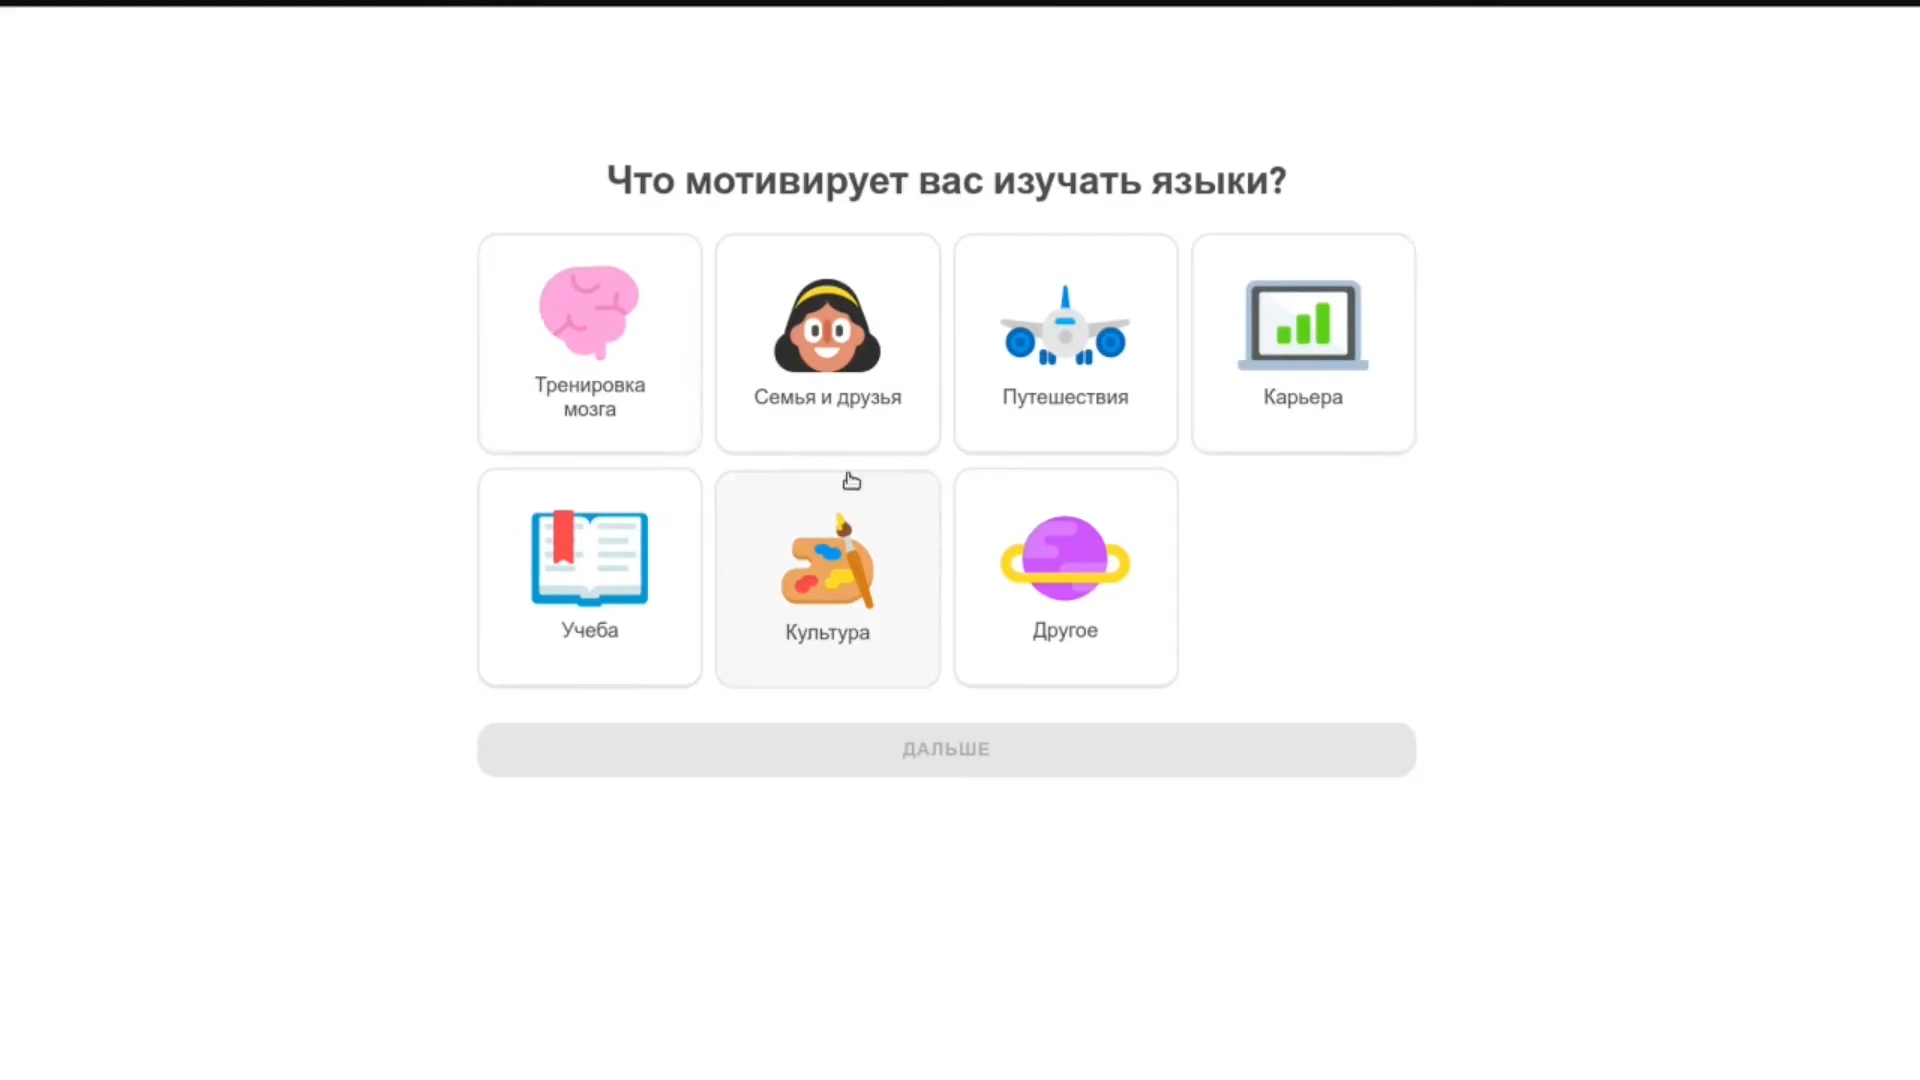 Что мотивирует вас изучать языки?
Тренировка
мозга
Семья и друзья
Путешествия
Карьера
Учеба
Культура
Другое
ДАЛЬШЕ